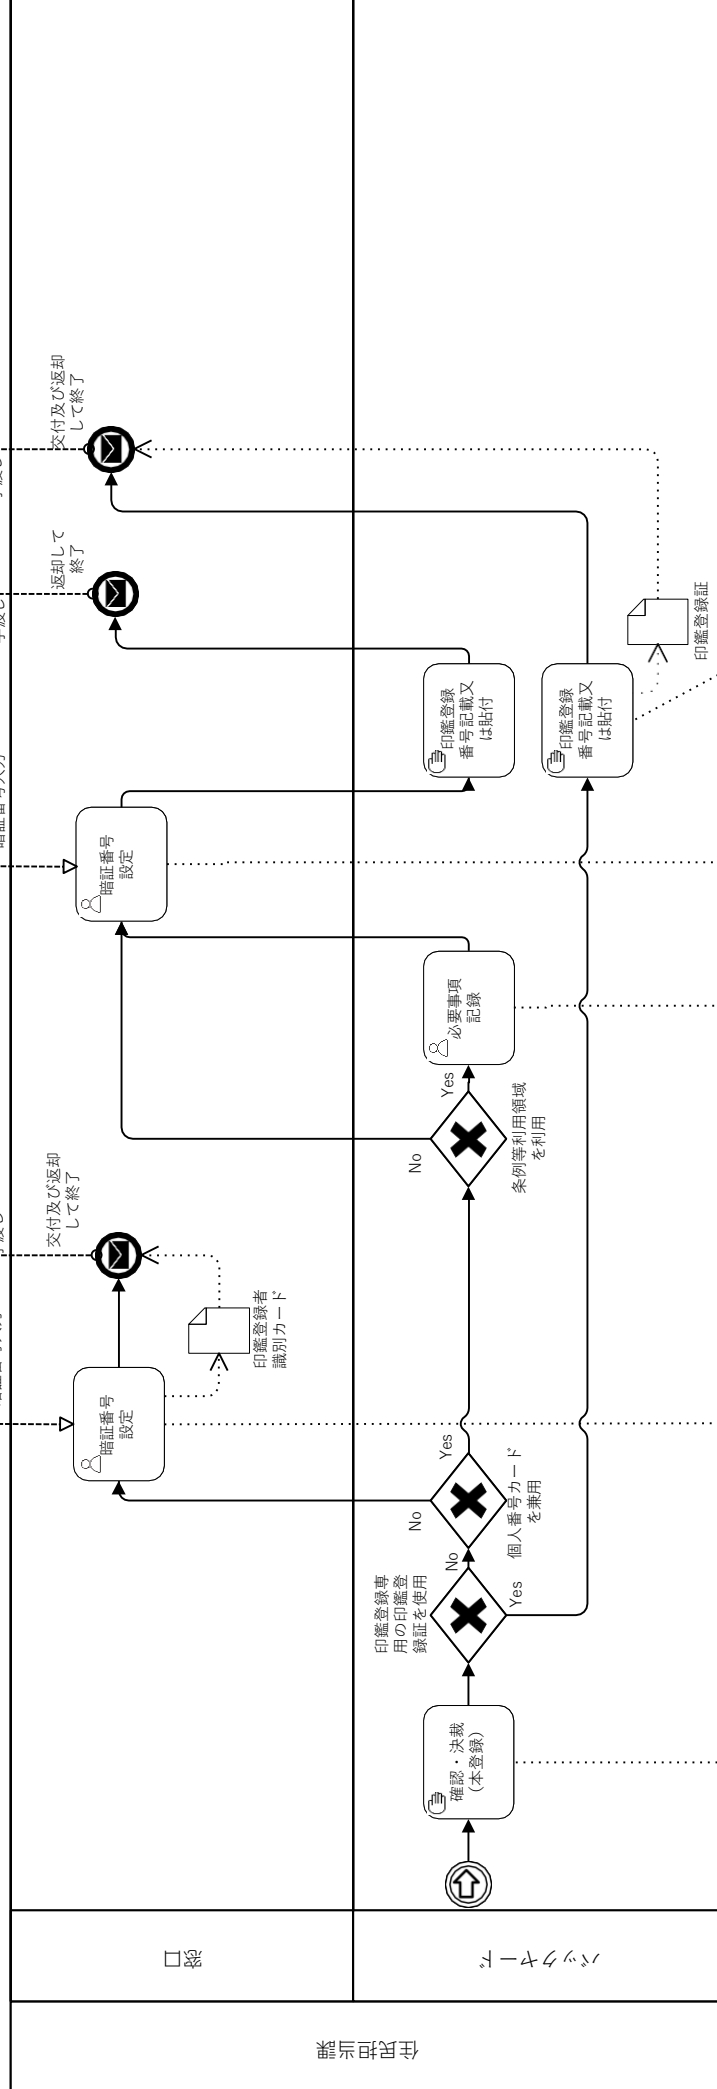 住民担当課
窓口
バックヤード
確認・決裁
（本登録）
印鑑登録専
用の印鑑登
録証を使用
No
Yes
個人番号カード
を兼用
No
Yes
暗証番号
設定
印鑑登録者
識別カード
交付及び返却
して終了
条例等利用領域
を利用
No
Yes
必要事項
記録
暗証番号
設定
印鑑登録
番号記載又
は貼付
返却して
終了
印鑑登録
番号記載又
は貼付
印鑑登録証
交付及び返却
して終了